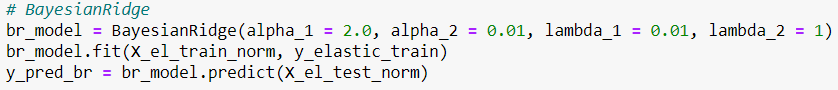 # BayesianRidge
br_model = BayesianRidge(alpha_1 = 2.0, alpha_2 = 0.01, lambda_1 = 0.01, lambda_2 = 1)
br_model.fit(X_el_train_norm, y_elastic_train)
y_pred_br = br_model.predict(X_el_test_norm)